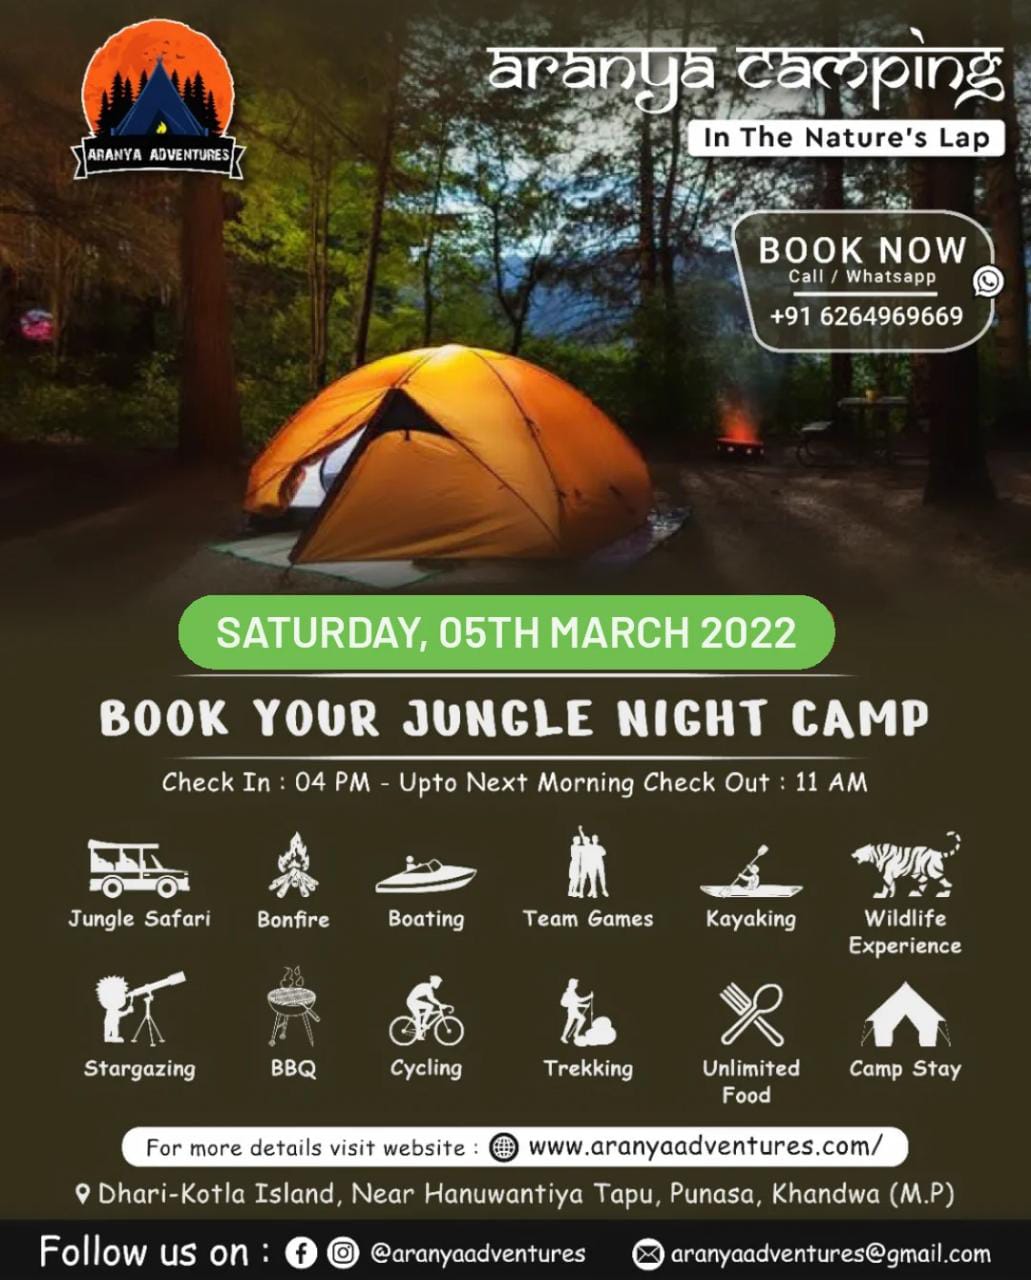 ARANYA ADVENTURES
aranya camping
In The Nature's Lap
BOOK NOW
Call / Whatsapp
+91 6264969669
SATURDAY, 05TH MARCH 2022
BOOK YOUR JUNGLE NIGHT CAMP
Check In : 04 PM - Upto Next Morning Check Out : 11 AM
Jungle Safari
Bonfire
Boating
Team Games
Kayaking
Wildlife
Experience
Stargazing
BBQ
Cycling
Trekking
Unlimited
Food
Camp Stay
For more details visit website : www.aranyaadventures.com/
Dhari-Kotla Island, Near Hanuwantiya Tapu, Punasa, Khandwa (M.P)
Follow us on : @aranyaadventures aranyaadventures@gmail.com